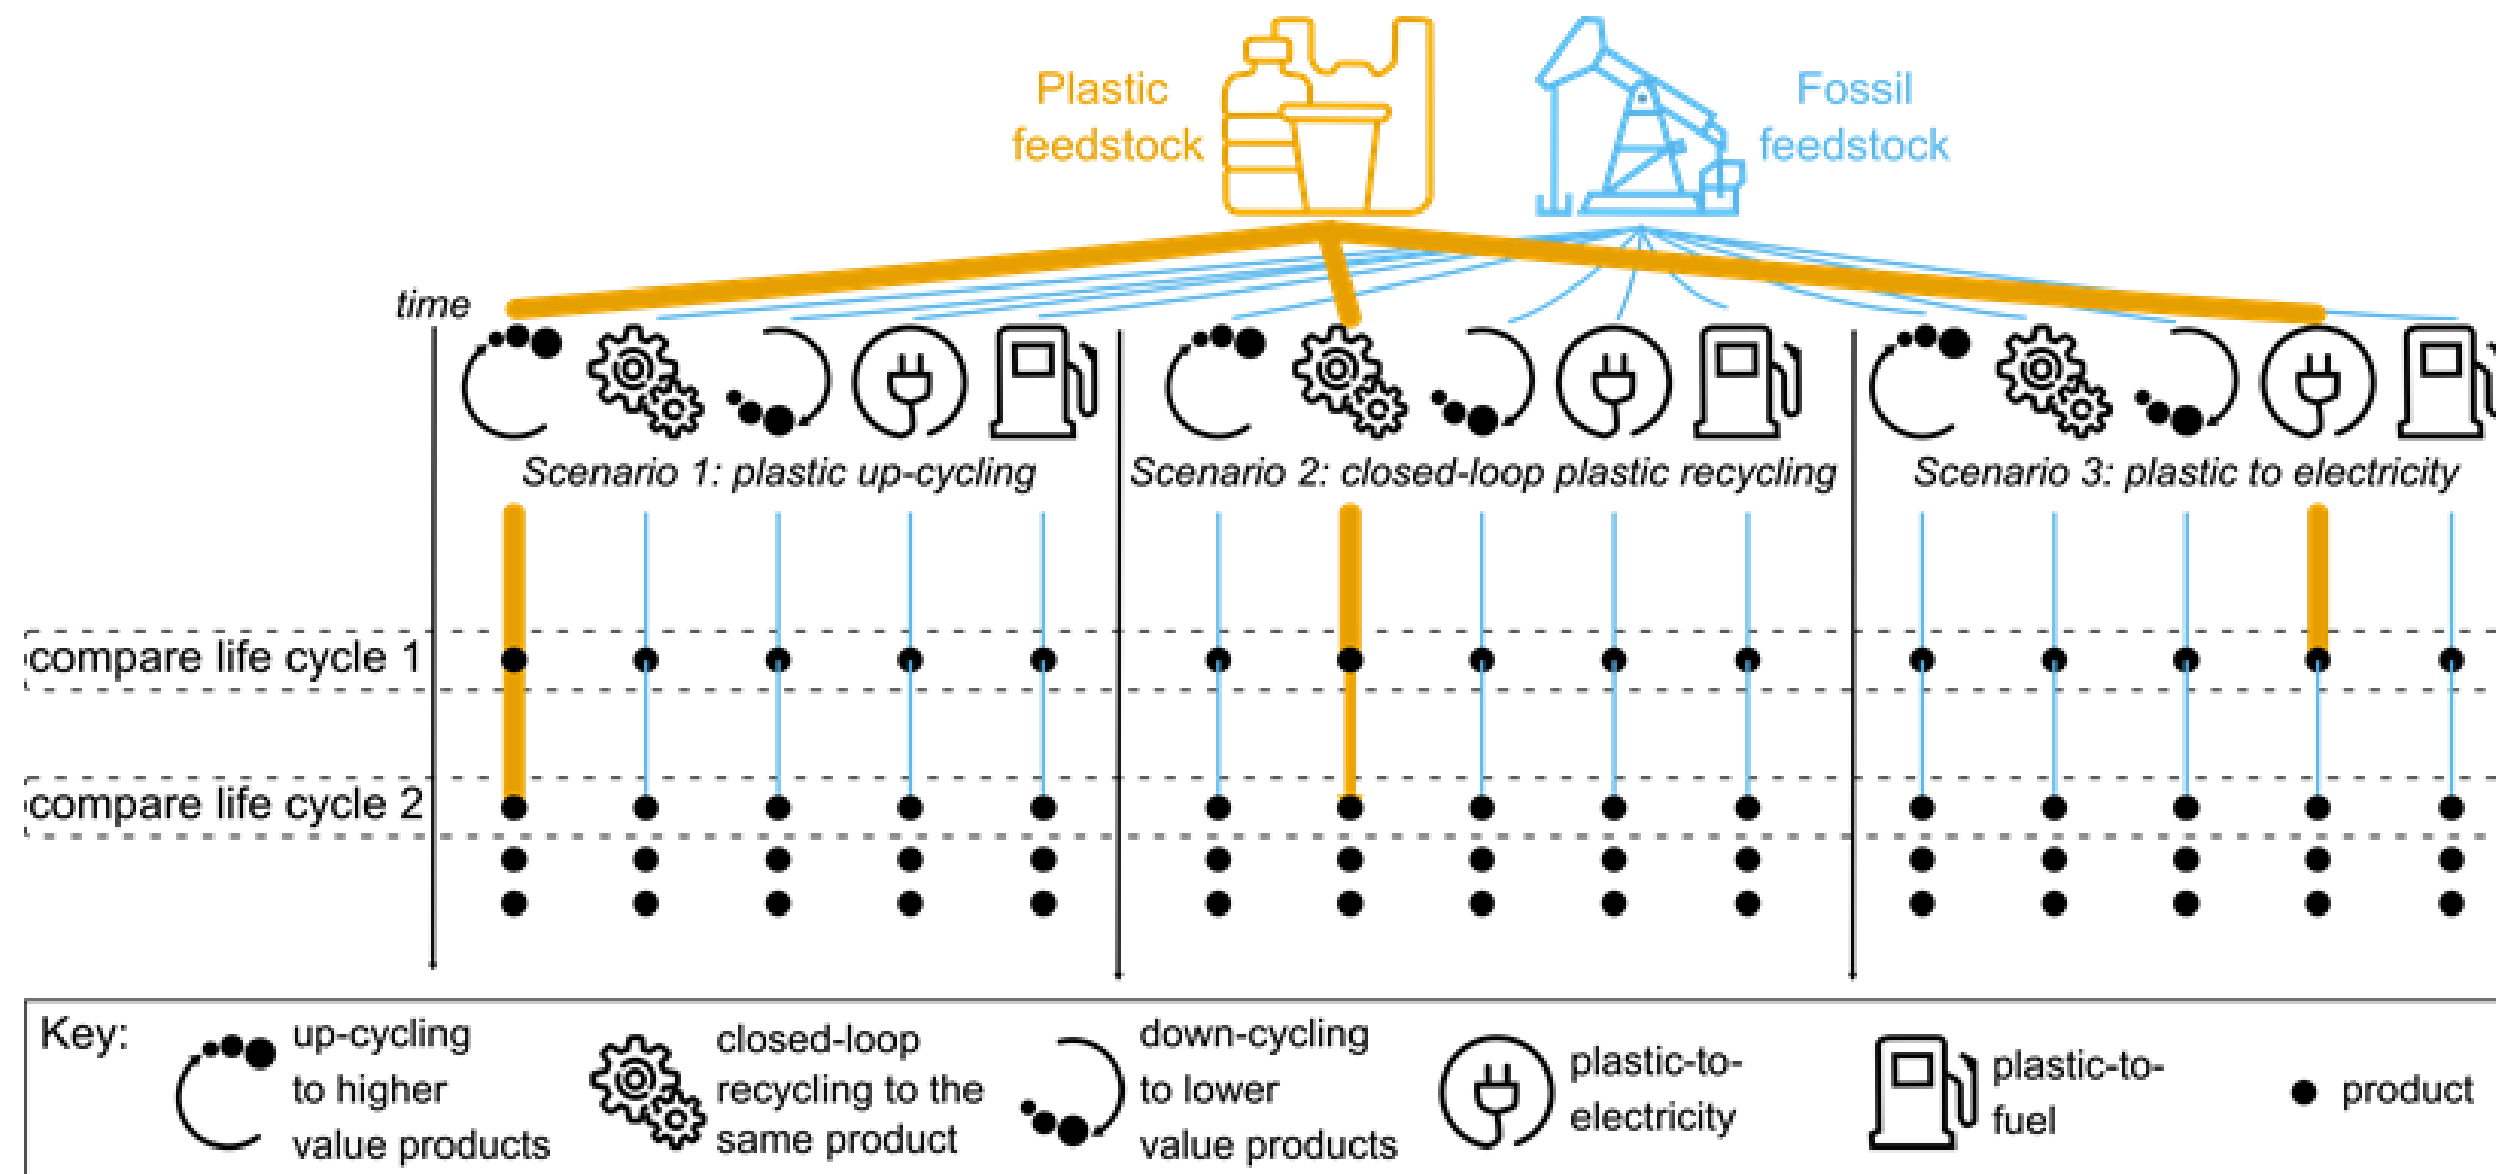 Plastic
feedstock
Fossil
feedstock
time
Scenario 1: plastic up-cycling
Scenario 2: closed-loop plastic recycling
Scenario 3: plastic to electricity
compare life cycle 1
compare life cycle 2
Key:
up-cycling
to higher
value products
closed-loop
recycling to the
same product
down-cycling
to lower
value products
plastic-to-
electricity
plastic-to-
fuel
product